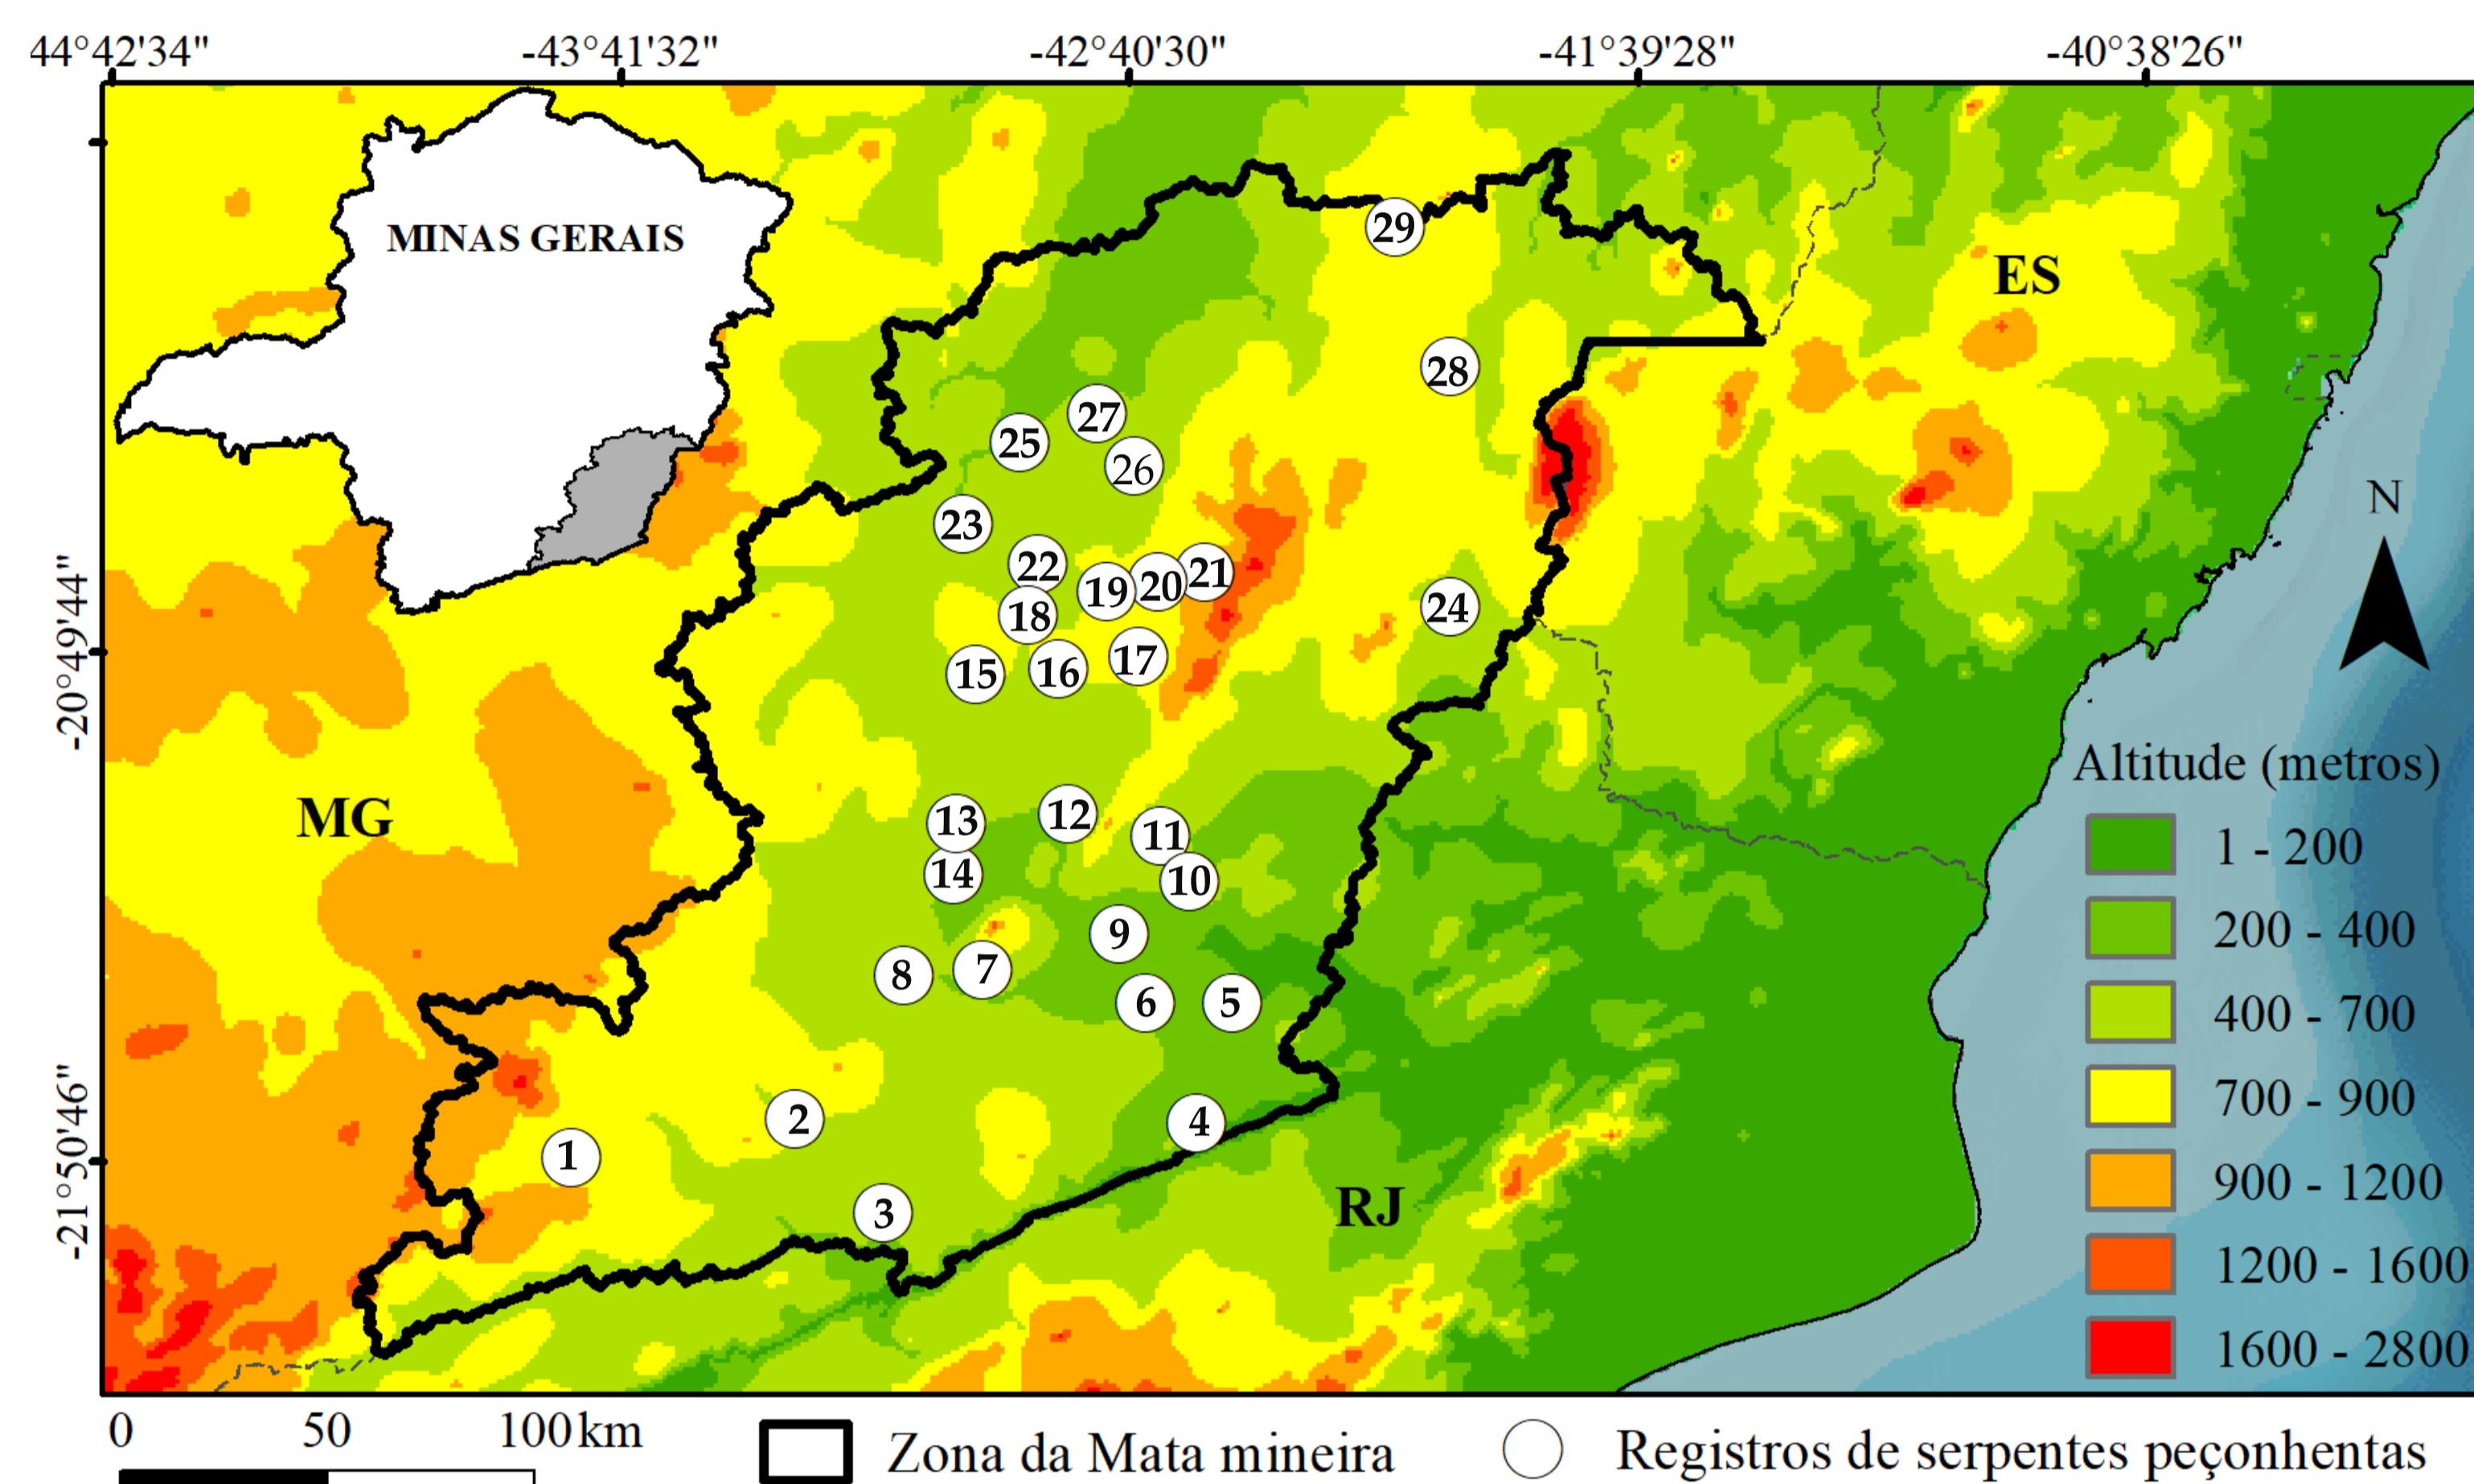 44°42'34" -43°41'32" -42°40'30" -41°39'28" -40°38'26"
MINAS GERAIS
29
ES
28
27
25
26
N
23
22
21
20
19
18
24
-20°49'44"
17
16
15
Altitude (metros)
MG
13
12
11
1 - 200
14
10
9
200 - 400
8
7
6
5
400 - 700
2
4
700 - 900
1
-21°50'46"
3
RJ
900 - 1200
1200 - 1600
1600 - 2800
0 50 100 km
Zona da Mata mineira
Registros de serpentes peçonhentas